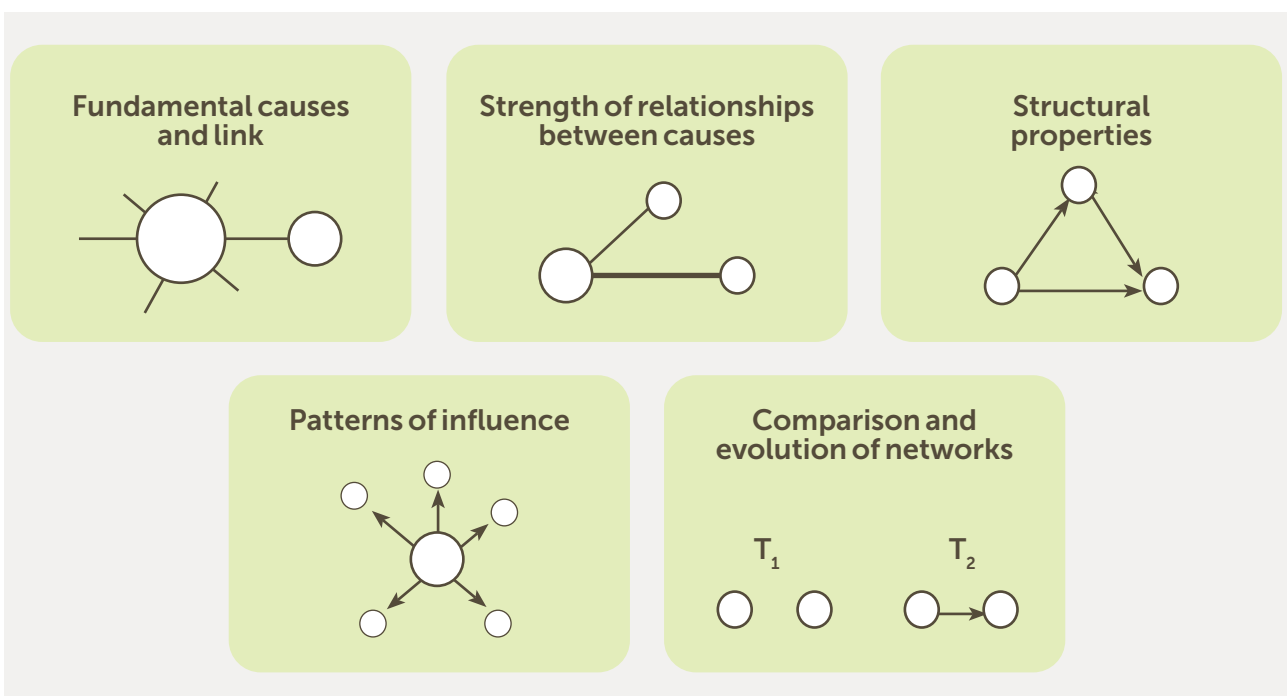 Fundamental causes
and link
Strength of relationships
between causes
Structural
properties
Patterns of influence
Comparison and
evolution of networks
T1
T2